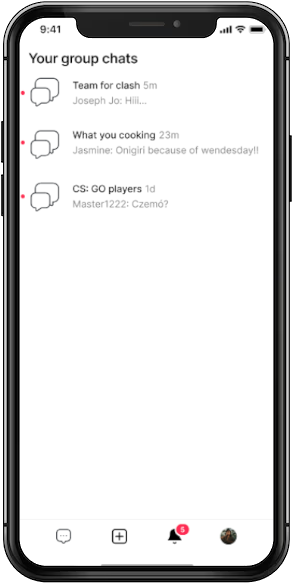 9:41
Your group chats
Team for clash 5m
Joseph Jo: Hiii...
What you cooking 23m
Jasmine: Onigiri because of wendesday!!
CS: GO players 1d
Master1222: Czemó?
5